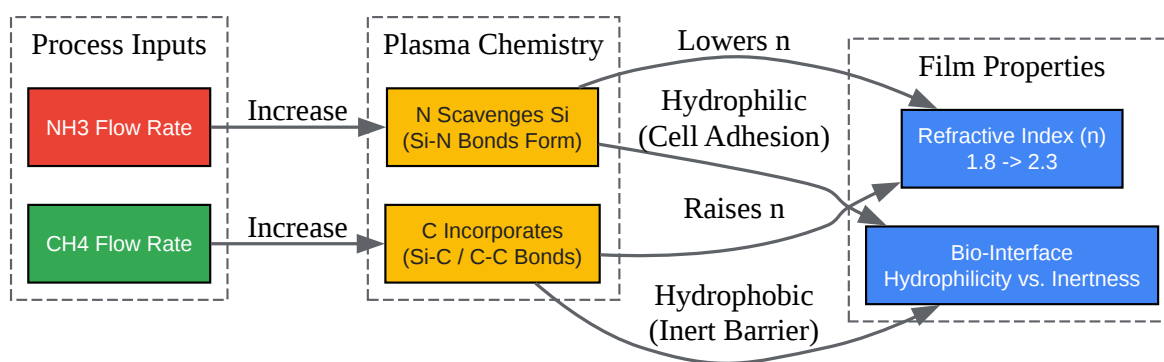 Process Inputs
NH3 Flow Rate
CH4 Flow Rate
Increase
Increase
Plasma Chemistry
N Scavenges Si
(Si-N Bonds Form)
C Incorporates
(Si-C / C-C Bonds)
Lowers n
Hydrophilic
(Cell Adhesion)
Raises n
Hydrophobic
(Inert Barrier)
Film Properties
Refractive Index (n)
1.8 -> 2.3
Bio-Interface
Hydrophilicity vs. Inertness